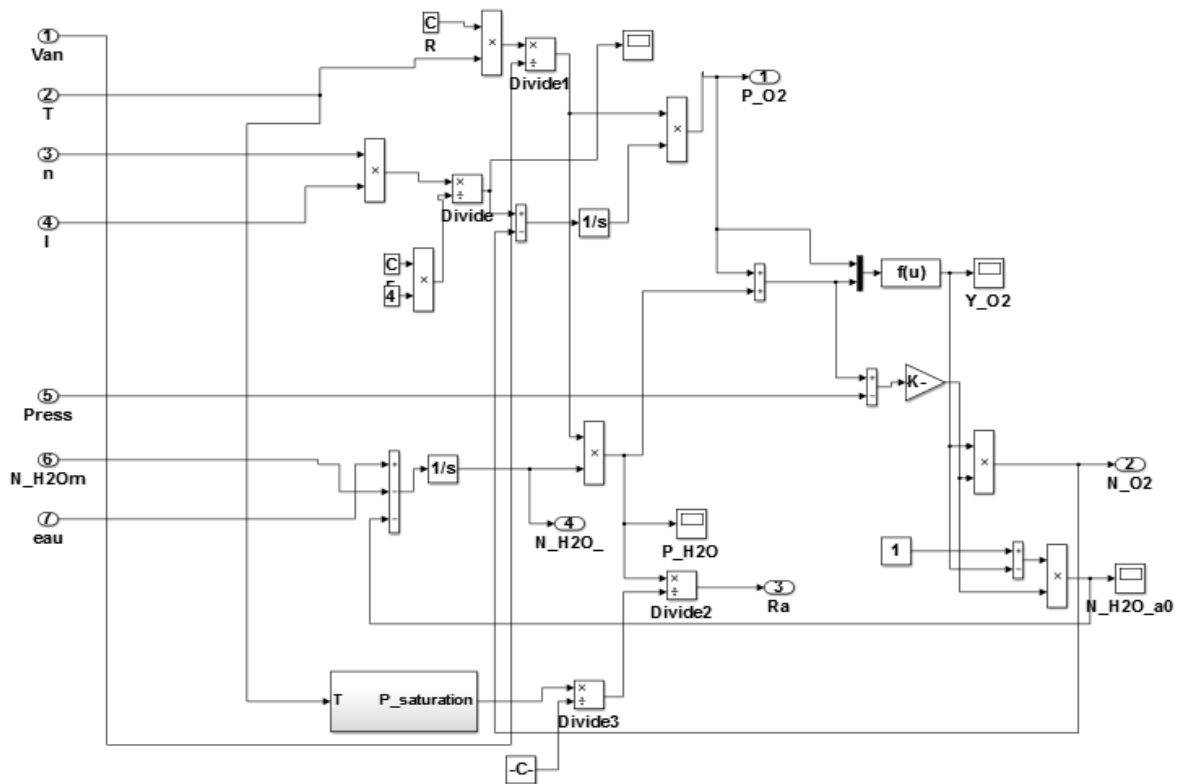 1
Van
2
T
3
n
4
I
5
Press
6
N_H2Om
7
eau
C
R
×
×
÷
Divide1
×
×
÷
Divide
C
4
×
+
−
1/s
×
1
P_O2
+
+
f(u)
Y_O2
+
−
K-
×
2
N_O2
+
−
−
1/s
×
4
N_H2O_
P_H2O
×
÷
Divide2
3
Ra
1
+
−
×
N_H2O_a0
T
P_saturation
×
÷
Divide3
-C-